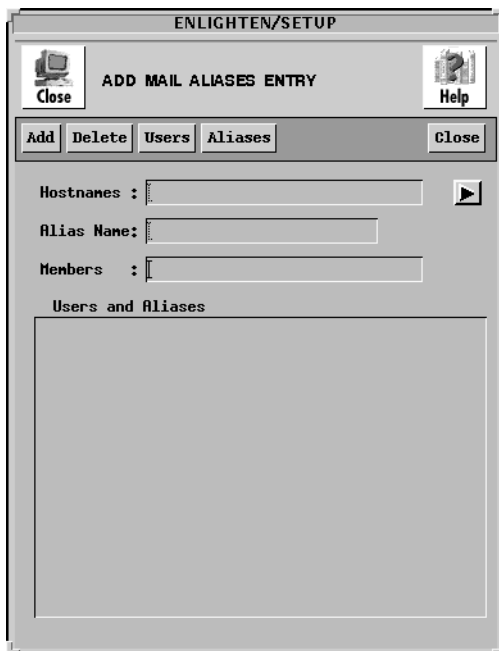 ENLIGHTEN/SETUP
Close
ADD MAIL ALIASES ENTRY
Help
Add Delete Users Aliases Close
Hostnames :
Alias Name:
Members :
Users and Aliases